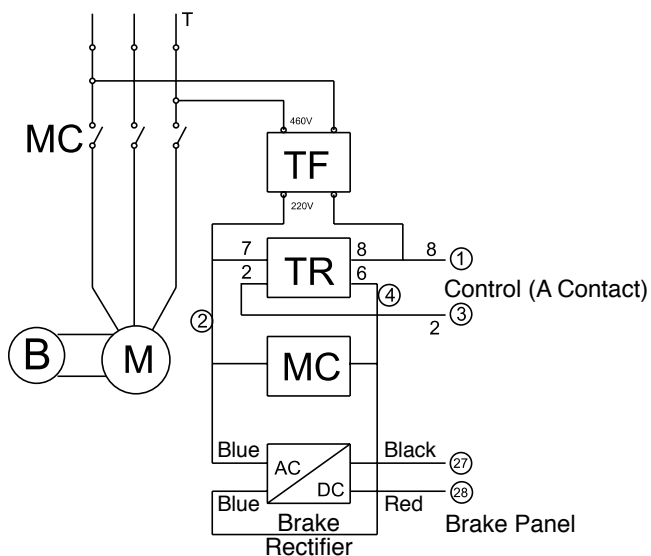 T
MC
460V
TF
220V
7
8
8
①
2
TR
6
Control (A Contact)
②
④
③
2
B
M
MC
Blue
Black
㉗
AC
DC
Blue
Red
㉘
Brake
Rectifier
Brake Panel